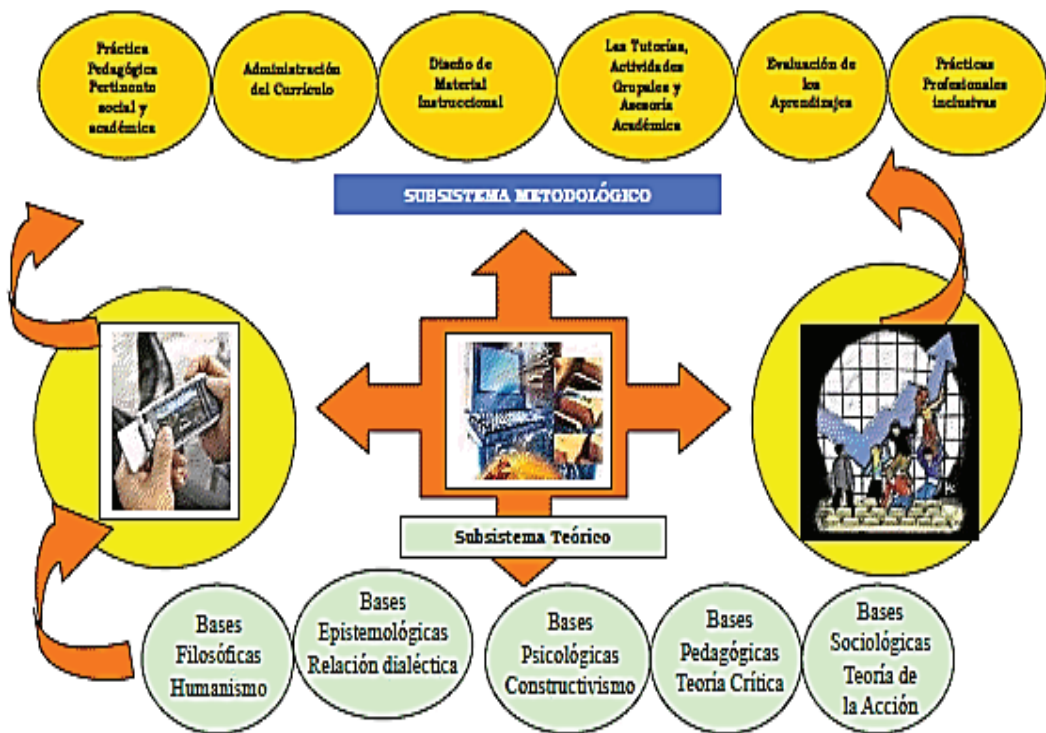 Práctica
Pedagógica
Pertinente
social y
académica
Administración
del Currículo
Diseño de
Material
Instruccional
Las Tutorías,
Actividades
Grupales y
Asesoría
Académica
Evaluación de
los
Aprendizajes
Prácticas
Profesionales
inclusivas
SUBSISTEMA METODOLÓGICO
Subsistema Teórico
Bases
Filosóficas
Humanismo
Bases
Epistemológicas
Relación dialéctica
Bases
Psicológicas
Constructivismo
Bases
Pedagógicas
Teoría Crítica
Bases
Sociológicas
Teoría de
la Acción